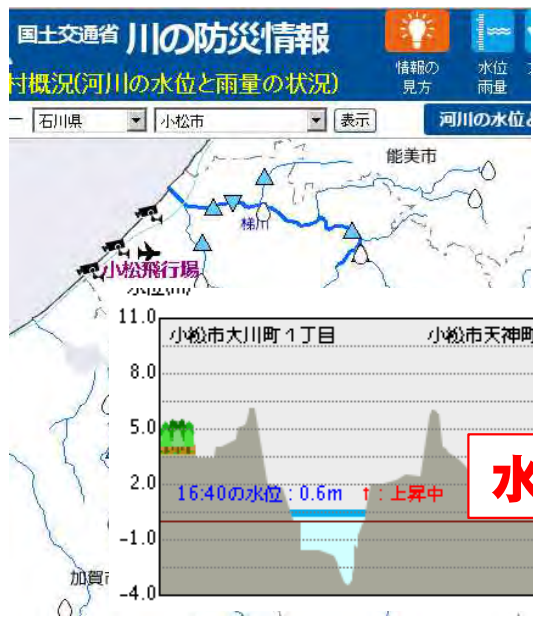 国土交通省 川の防災情報
村概況(河川の水位と雨量の状況)
情報の
見方
水位
雨量
石川県
小松市
表示
河川の水位
能美市
梯川
小松飛行場
11.0
小松市大川町1丁目
小松市天神町
8.0
5.0
2.0
16:40の水位:0.6m
↑:上昇中
水
-1.0
加賀市
-4.0